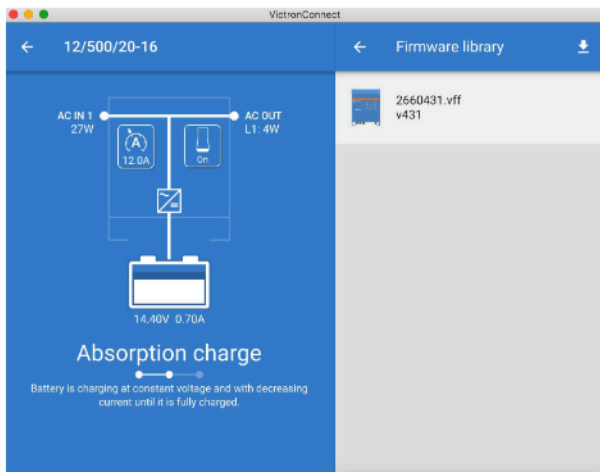 VictronConnect
12/500/20-16
AC IN 1
27W
A
12.0A
On
AC OUT
L1: 4W
14.40V 0.70A
Absorption charge
Battery is charging at constant voltage and with decreasing
current until it is fully charged.
Firmware library
2660431.vff
v431